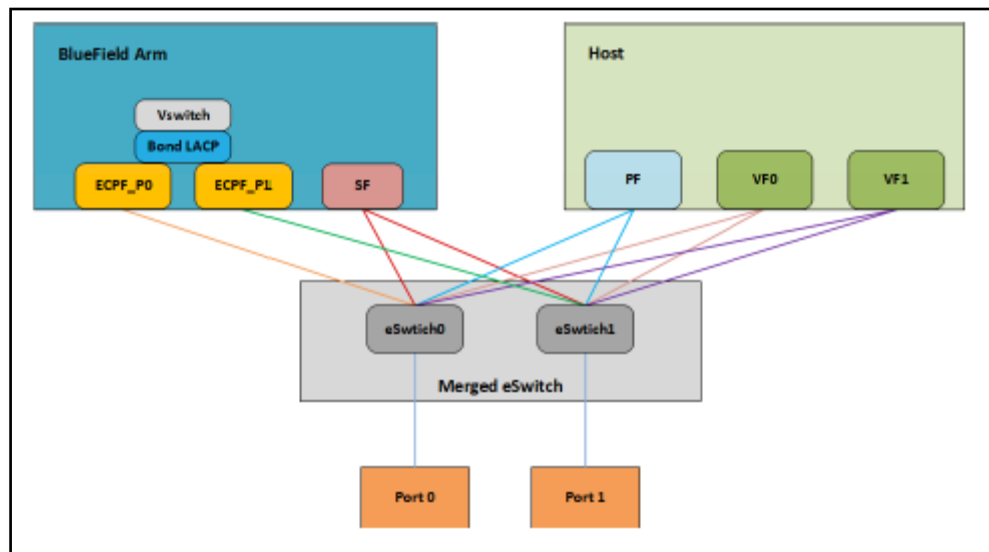 BlueField Arm
Host
Vswitch
Bond LACP
ECPF_P0
ECPF_P1
SF
PF
VF0
VF1
eSwtich0
eSwtich1
Merged eSwitch
Port 0
Port 1